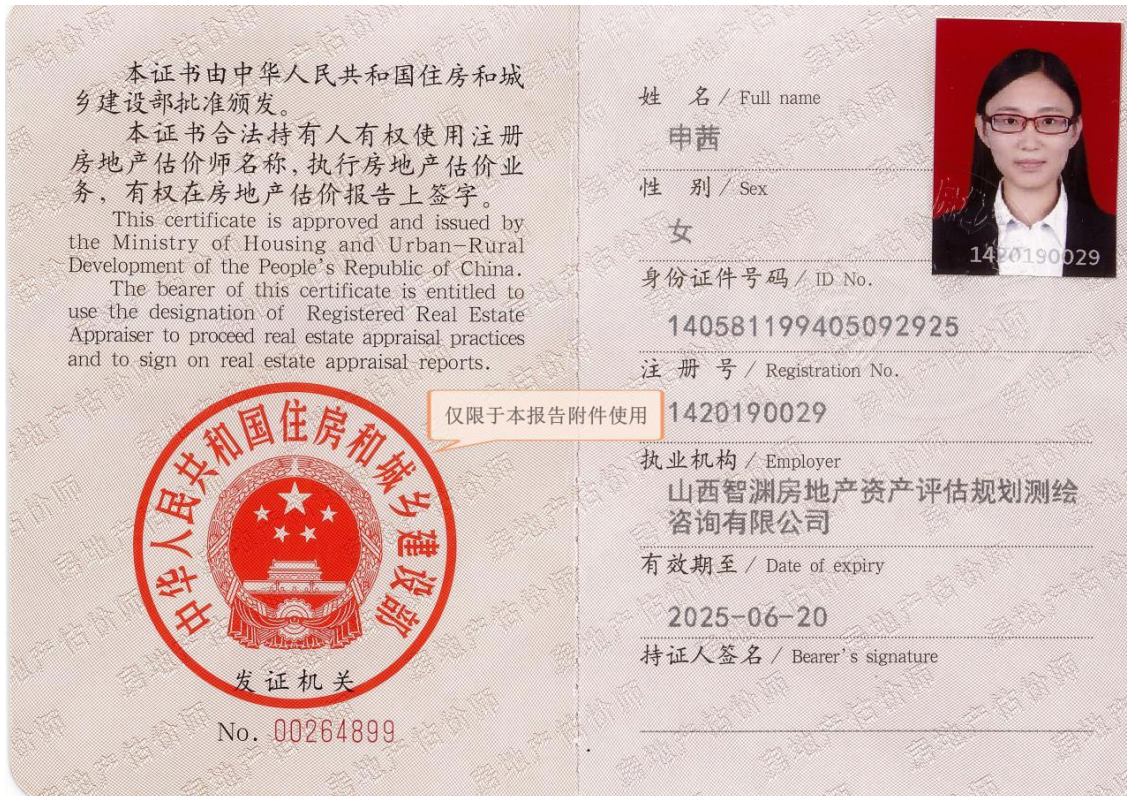 本证书由中华人民共和国住房和城
乡建设部批准颁发。
本证书合法持有人有权使用注册
房地产估价师名称，执行房地产估价业
务，有权在房地产估价报告上签字。
This certificate is approved and issued by
the Ministry of Housing and Urban-Rural
Development of the People's Republic of China.
The bearer of this certificate is entitled to
use the designation of Registered Real Estate
Appraiser to proceed real estate appraisal practices
and to sign on real estate appraisal reports.
中华人民共和国住房和城乡建设部
发证机关
No. 00264899
仅限于本报告附件使用
姓 名 / Full name
申茜
性 别 / Sex
女
身份证件号码 / ID No.
140581199405092925
注 册 号 / Registration No.
1420190029
执业机构 / Employer
山西智渊房地产资产评估规划测绘
咨询有限公司
有效期至 / Date of expiry
2025-06-20
持证人签名 / Bearer's signature
1420190029
房地产估价师